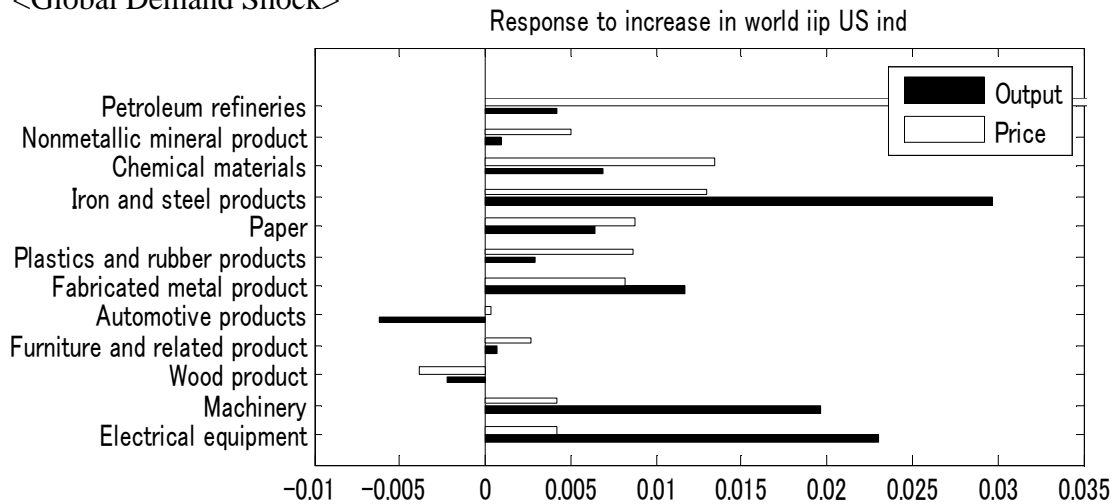 <Global Demand Shock>
Response to increase in world iip US ind
Output
Price
Petroleum refineries
Nonmetallic mineral product
Chemical materials
Iron and steel products
Paper
Plastics and rubber products
Fabricated metal product
Automotive products
Furniture and related product
Wood product
Machinery
Electrical equipment
-0.01 -0.005 0 0.005 0.01 0.015 0.02 0.025 0.03 0.035